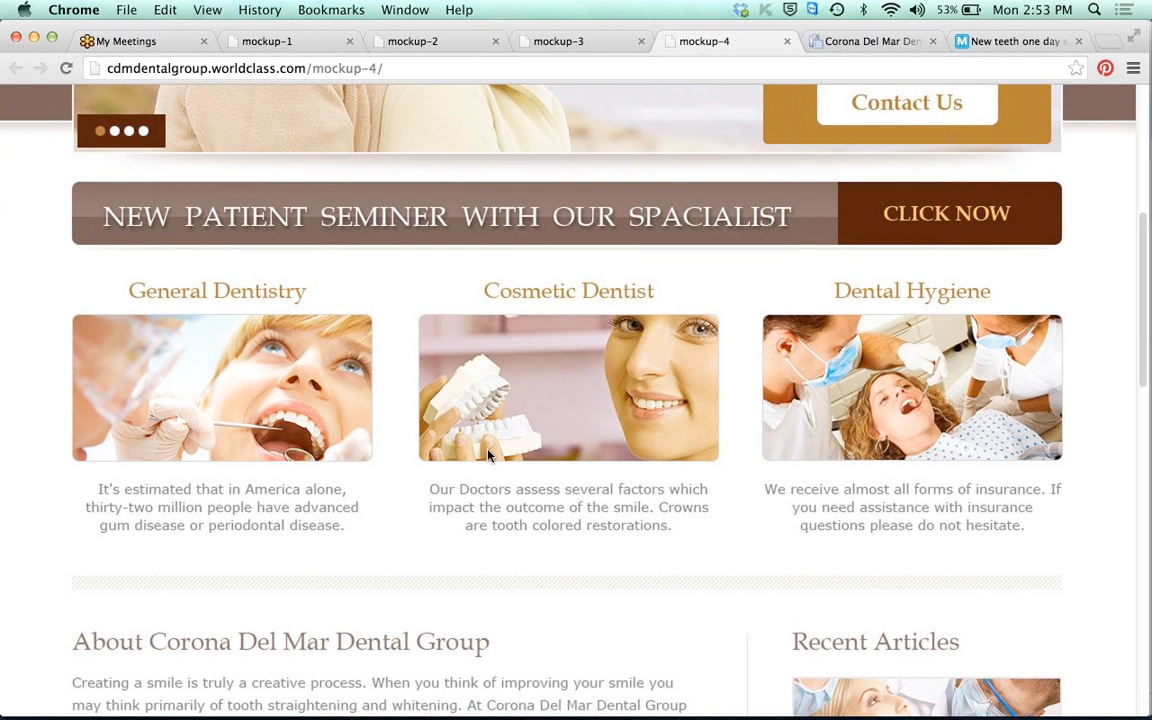 Chrome File Edit View History Bookmarks Window Help 53% Mon 2:53 PM
My Meetings mockup-1 mockup-2 mockup-3 mockup-4 Corona Del Mar Den New teeth one day s
cdmdentalgroup.worldclass.com/mockup-4/
Contact Us
NEW PATIENT SEMINER WITH OUR SPACIALIST CLICK NOW
General Dentistry Cosmetic Dentist Dental Hygiene
It's estimated that in America alone,
thirty-two million people have advanced
gum disease or periodontal disease.
Our Doctors assess several factors which
impact the outcome of the smile. Crowns
are tooth colored restorations.
We receive almost all forms of insurance. If
you need assistance with insurance
questions please do not hesitate.
About Corona Del Mar Dental Group
Creating a smile is truly a creative process. When you think of improving your smile you
may think primarily of tooth straightening and whitening. At Corona Del Mar Dental Group
Recent Articles